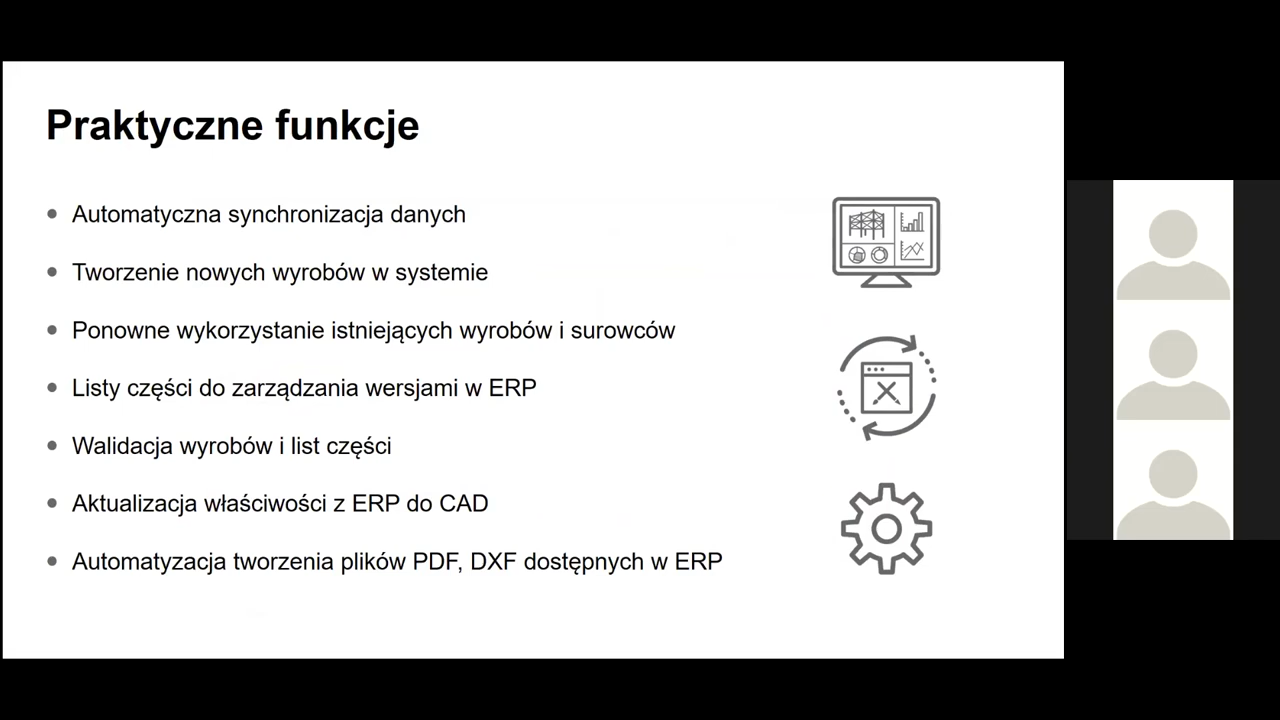 Praktyczne funkcje
Automatyczna synchronizacja danych
Tworzenie nowych wyrobów w systemie
Ponowne wykorzystanie istniejących wyrobów i surowców
Listy części do zarządzania wersjami w ERP
Walidacja wyrobów i list części
Aktualizacja właściwości z ERP do CAD
Automatyzacja tworzenia plików PDF, DXF dostępnych w ERP